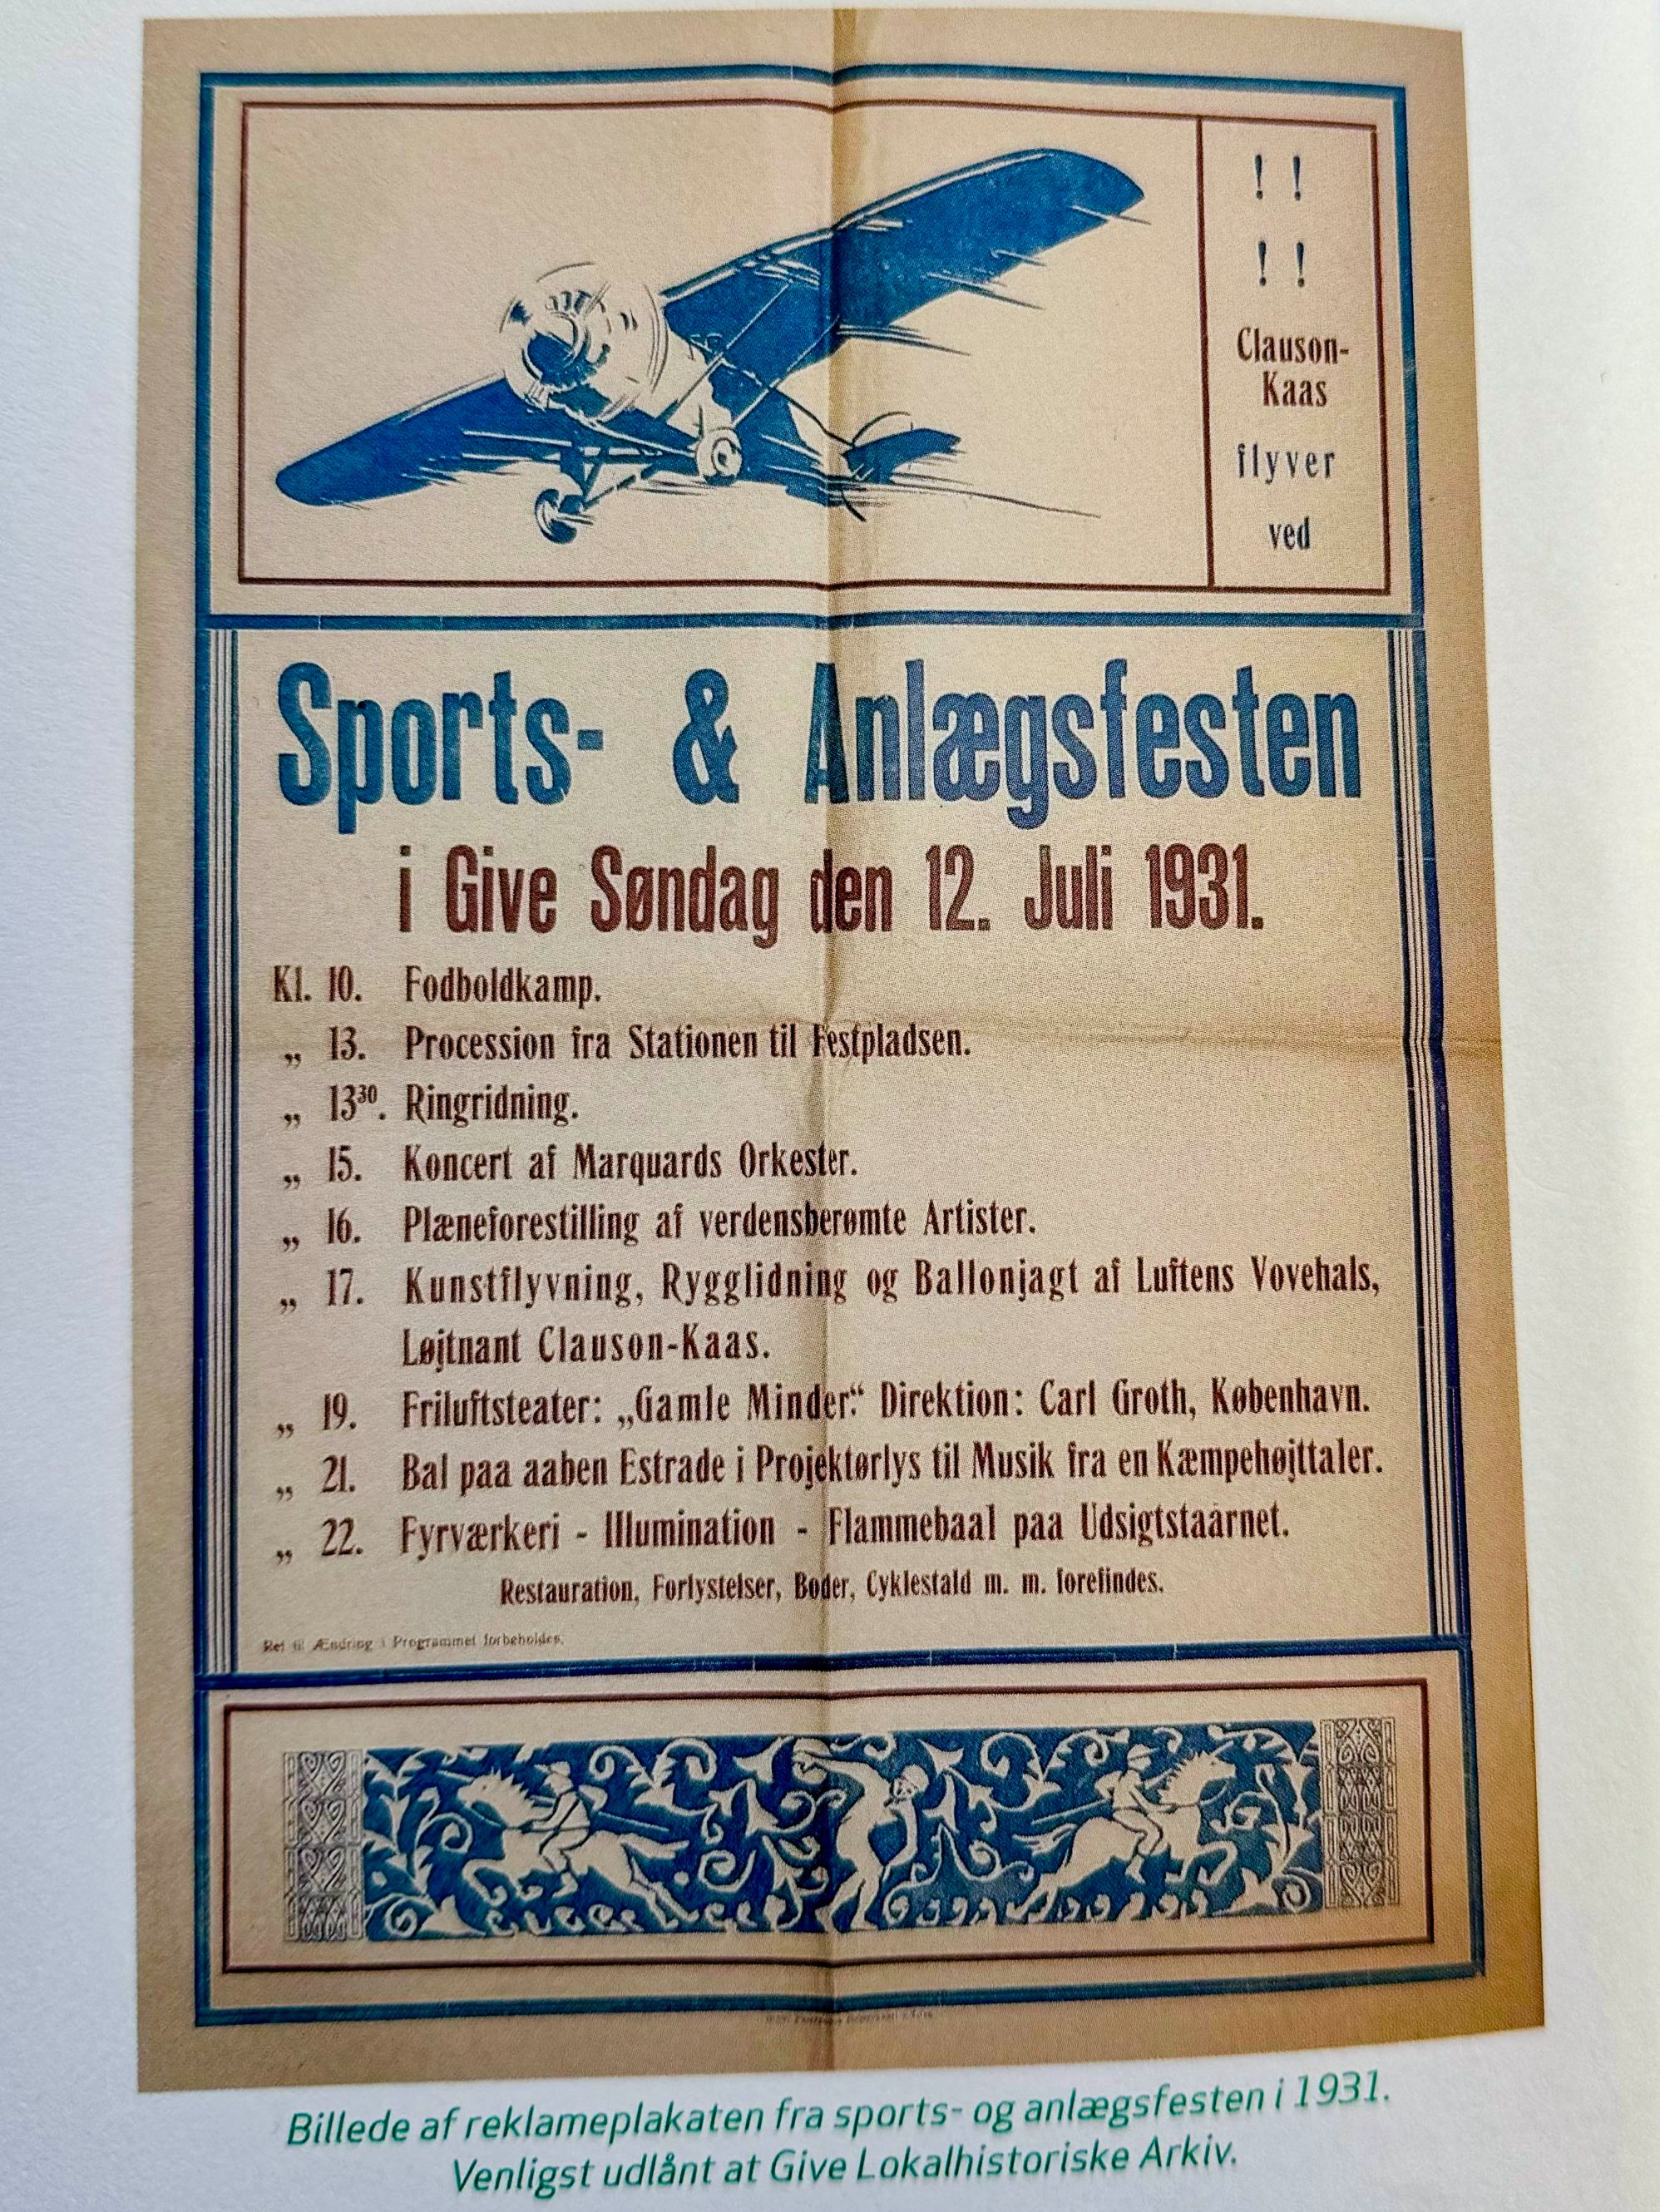 ! !
! !
Clauson-
Kaas
flyver
ved
Sports- & Anlægsfesten
i Give Søndag den 12. Juli 1931.
Kl. 10. Fodboldkamp.
„ 13. Procession fra Stationen til Festpladsen.
„ 13³⁰. Ringridning.
„ 15. Koncert af Marquards Orkester.
„ 16. Plæneforestilling af verdensberømte Artister.
„ 17. Kunstflyvning, Rygglidning og Ballonjagt af Luftens Vovehals,
Løjtnant Clauson-Kaas.
„ 19. Friluftsteater: „Gamle Minder.“ Direktion: Carl Groth, København.
„ 21. Bal paa aaben Estrade i Projektørlys til Musik fra en Kæmpehøjttaler.
„ 22. Fyrværkeri - Illumination - Flammebaal paa Udsigtstaarnet.
Restauration, Forlystelser, Boder, Cyklestald m. m. forefindes.
Ret til Ændring i Programmet forbeholdes.
Billede af reklameplakaten fra sports- og anlægsfesten i 1931.
Venligst udlånt at Give Lokalhistoriske Arkiv.